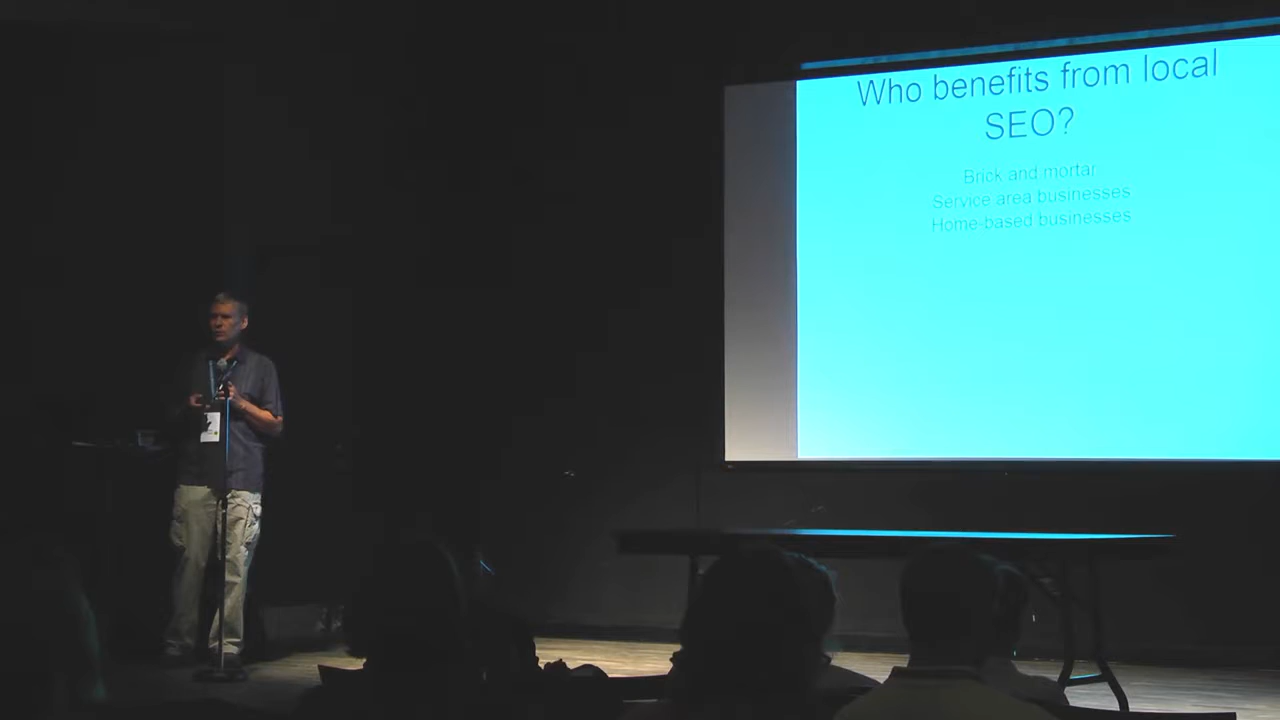 Who benefits from local
SEO?
Brick and mortar
Service area businesses
Home-based businesses